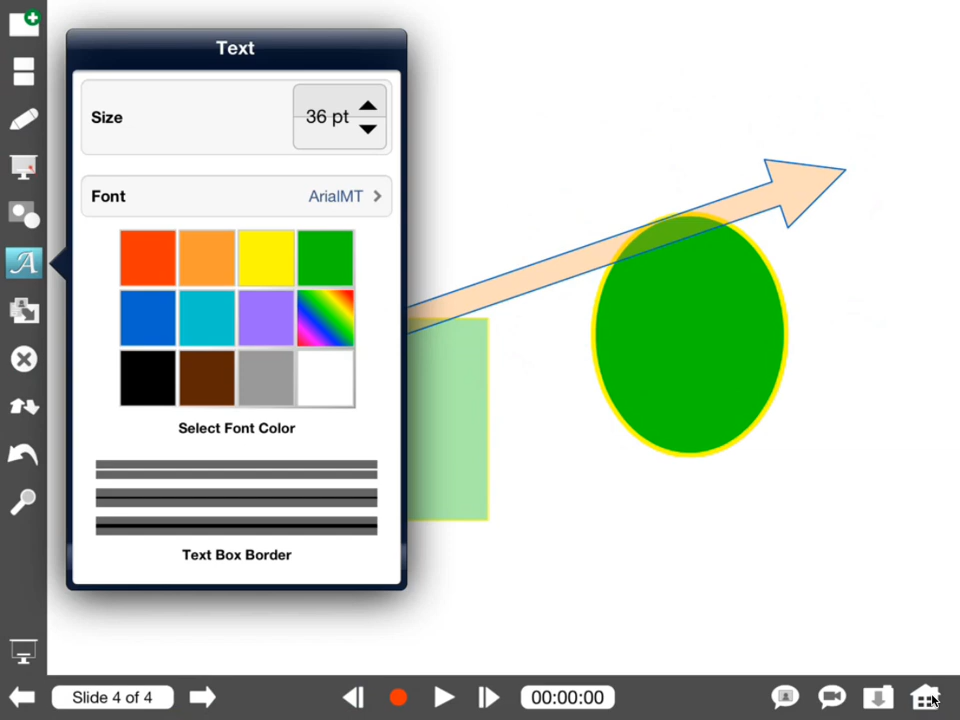 Text
Size
36 pt
Font
ArialMT
Select Font Color
Text Box Border
Slide 4 of 4
00:00:00